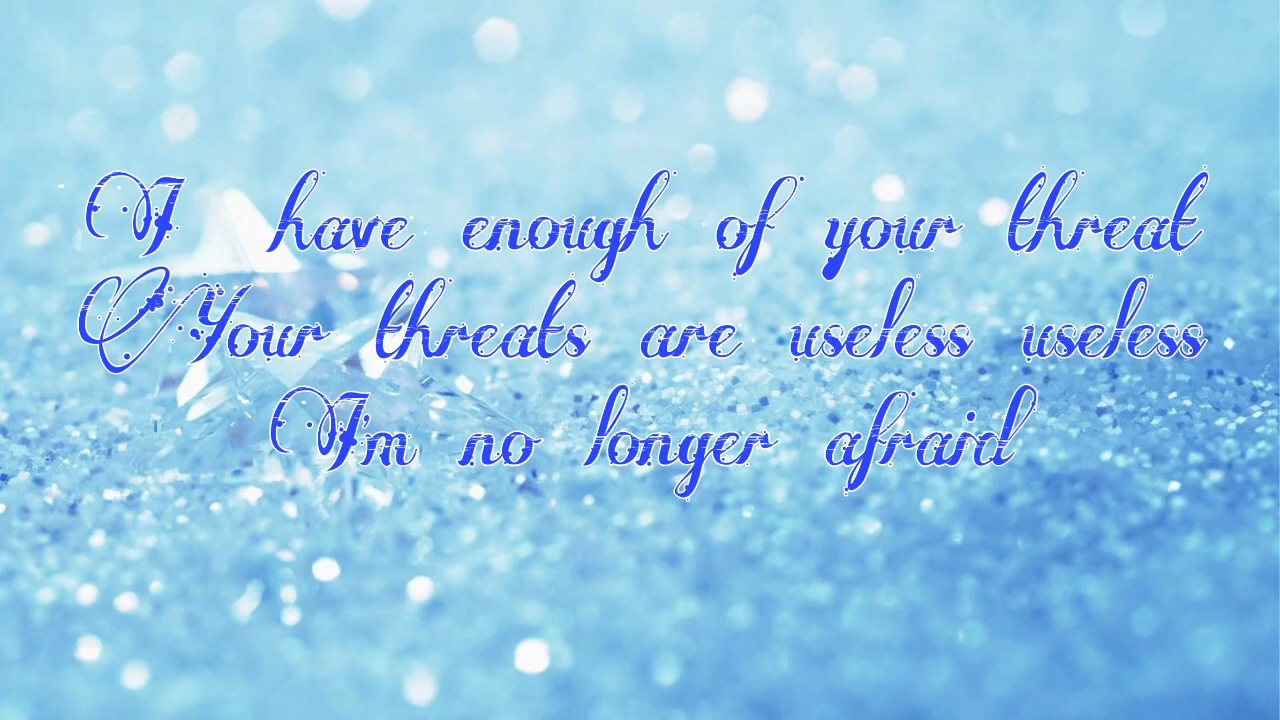 I have enough of your threat
Your threats are useless useless
I'm no longer afraid